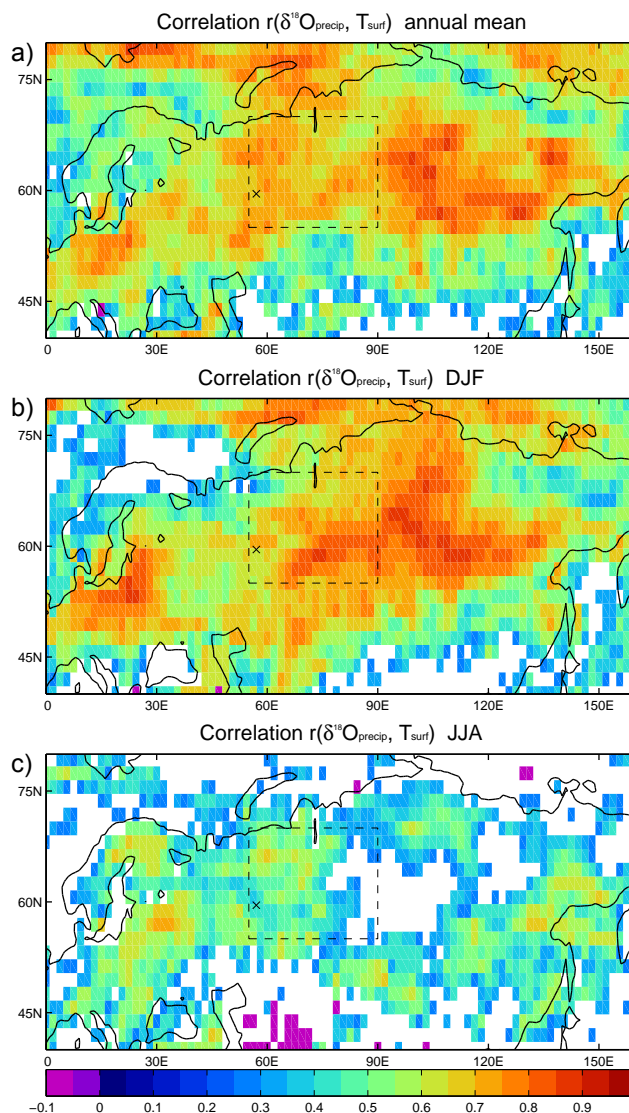 Correlation r(δ¹⁸Oprecip, Tsurf) annual mean
a)
75N
60N
45N
0 30E 60E 90E 120E 150E
Correlation r(δ¹⁸Oprecip, Tsurf) DJF
b)
75N
60N
45N
0 30E 60E 90E 120E 150E
Correlation r(δ¹⁸Oprecip, Tsurf) JJA
c)
75N
60N
45N
0 30E 60E 90E 120E 150E
−0.1 0 0.1 0.2 0.3 0.4 0.5 0.6 0.7 0.8 0.9